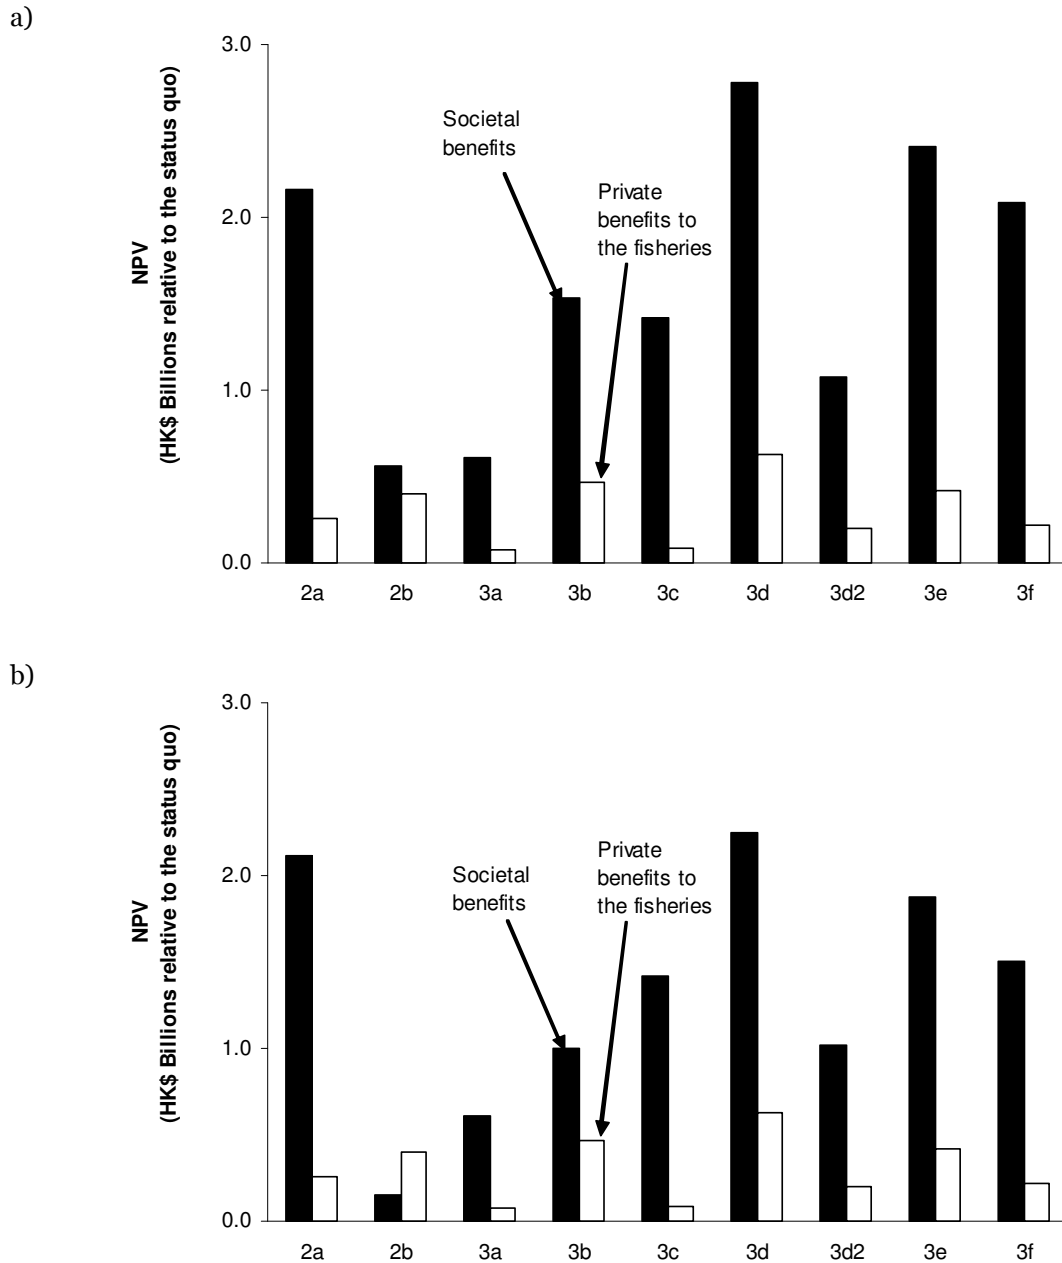 a)
NPV
(HK$ Billions relative to the status quo)
3.0
2.0
1.0
0.0
Societal
benefits
Private
benefits to
the fisheries
2a 2b 3a 3b 3c 3d 3d2 3e 3f
b)
NPV
(HK$ Billions relative to the status quo)
3.0
2.0
1.0
0.0
Societal
benefits
Private
benefits to
the fisheries
2a 2b 3a 3b 3c 3d 3d2 3e 3f